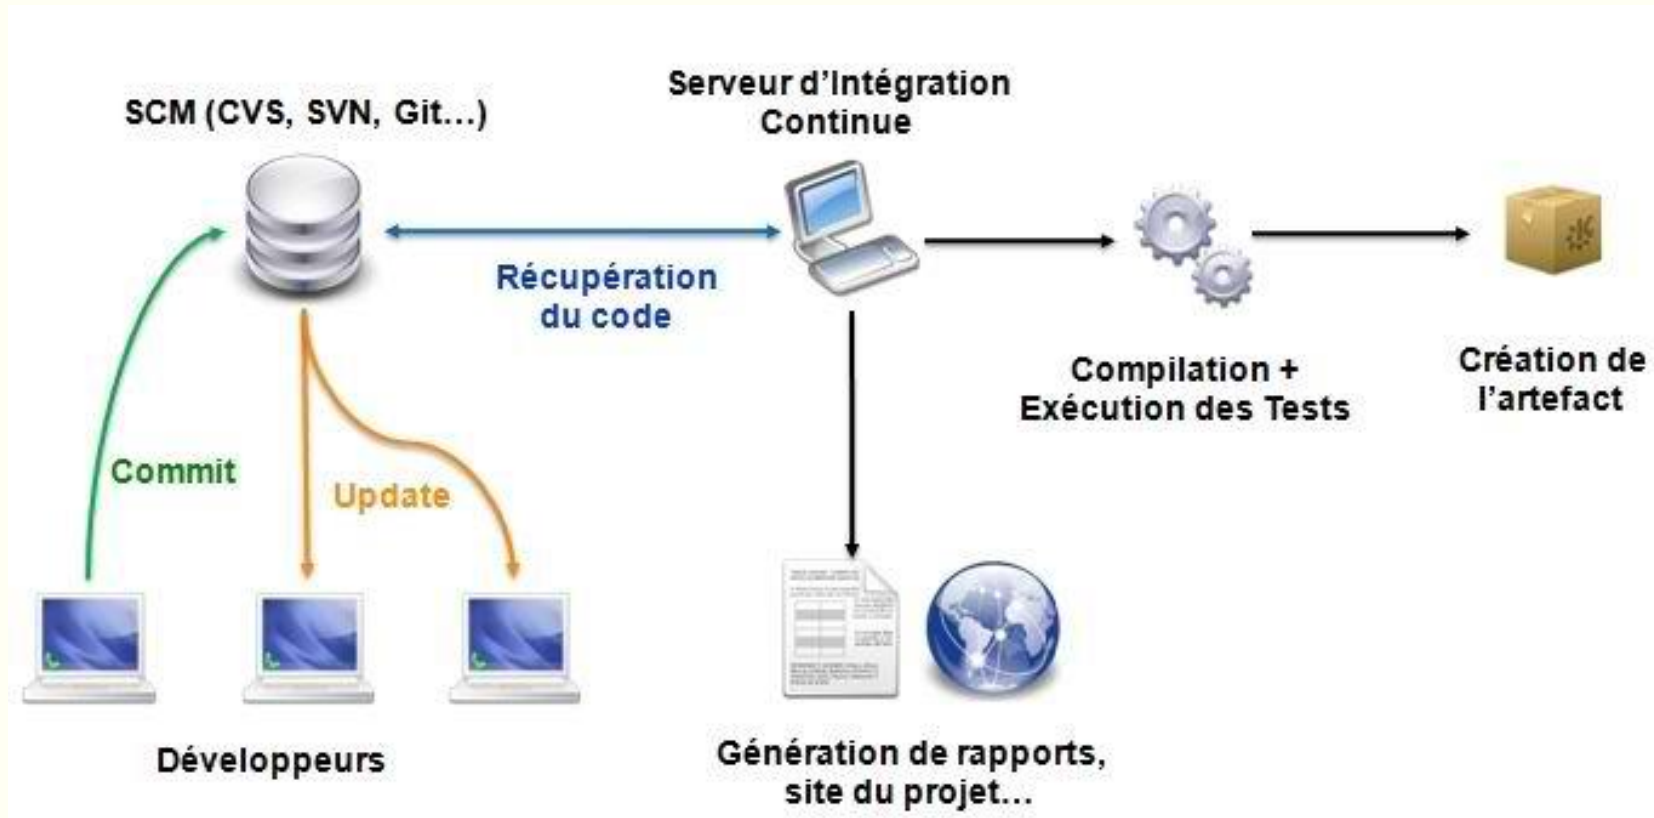 SCM (CVS, SVN, Git...)
Serveur d'Intégration
Continue
Récupération
du code
Compilation +
Exécution des Tests
Création de
l'artefact
Commit
Update
Développeurs
Génération de rapports,
site du projet...